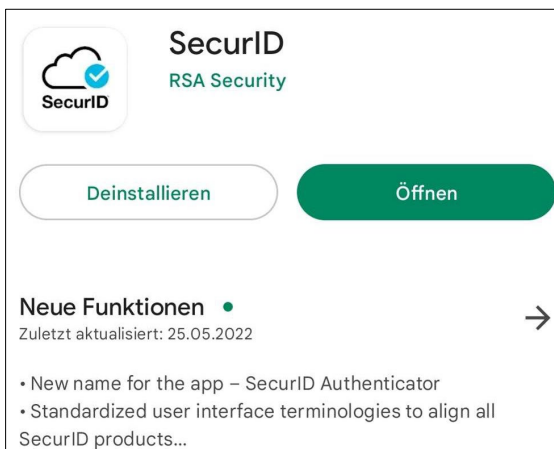 SecurID
RSA Security
SecurID
Deinstallieren
Öffnen
Neue Funktionen
Zuletzt aktualisiert: 25.05.2022
• New name for the app – SecurID Authenticator
• Standardized user interface terminologies to align all
SecurID products...